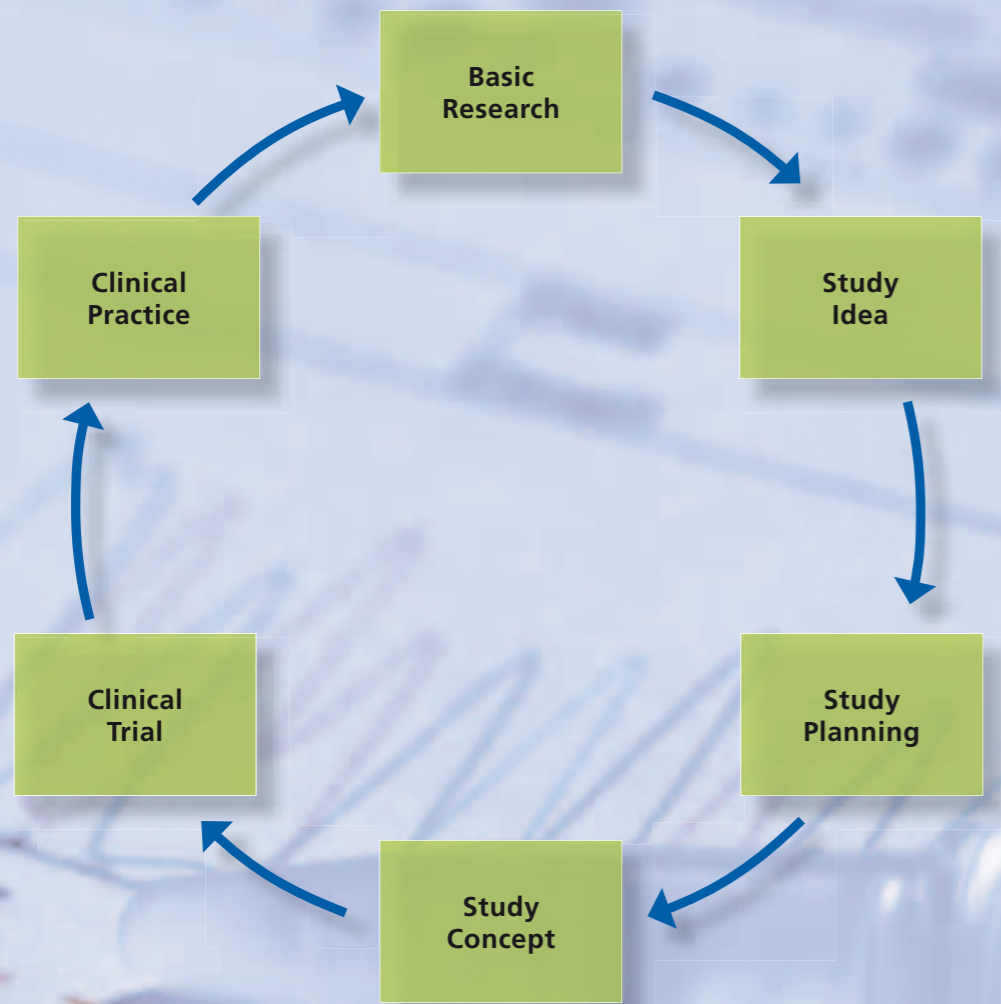 Basic
Research
Study
Idea
Study
Planning
Study
Concept
Clinical
Trial
Clinical
Practice